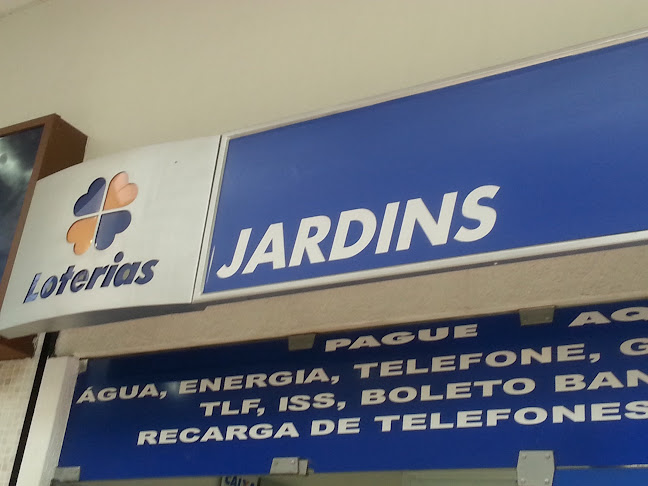 Loterias
JARDINS
PAGUE
ÁGUA, ENERGIA, TELEFONE,
TLF, ISS, BOLETO
RECARGA DE TELEFONES